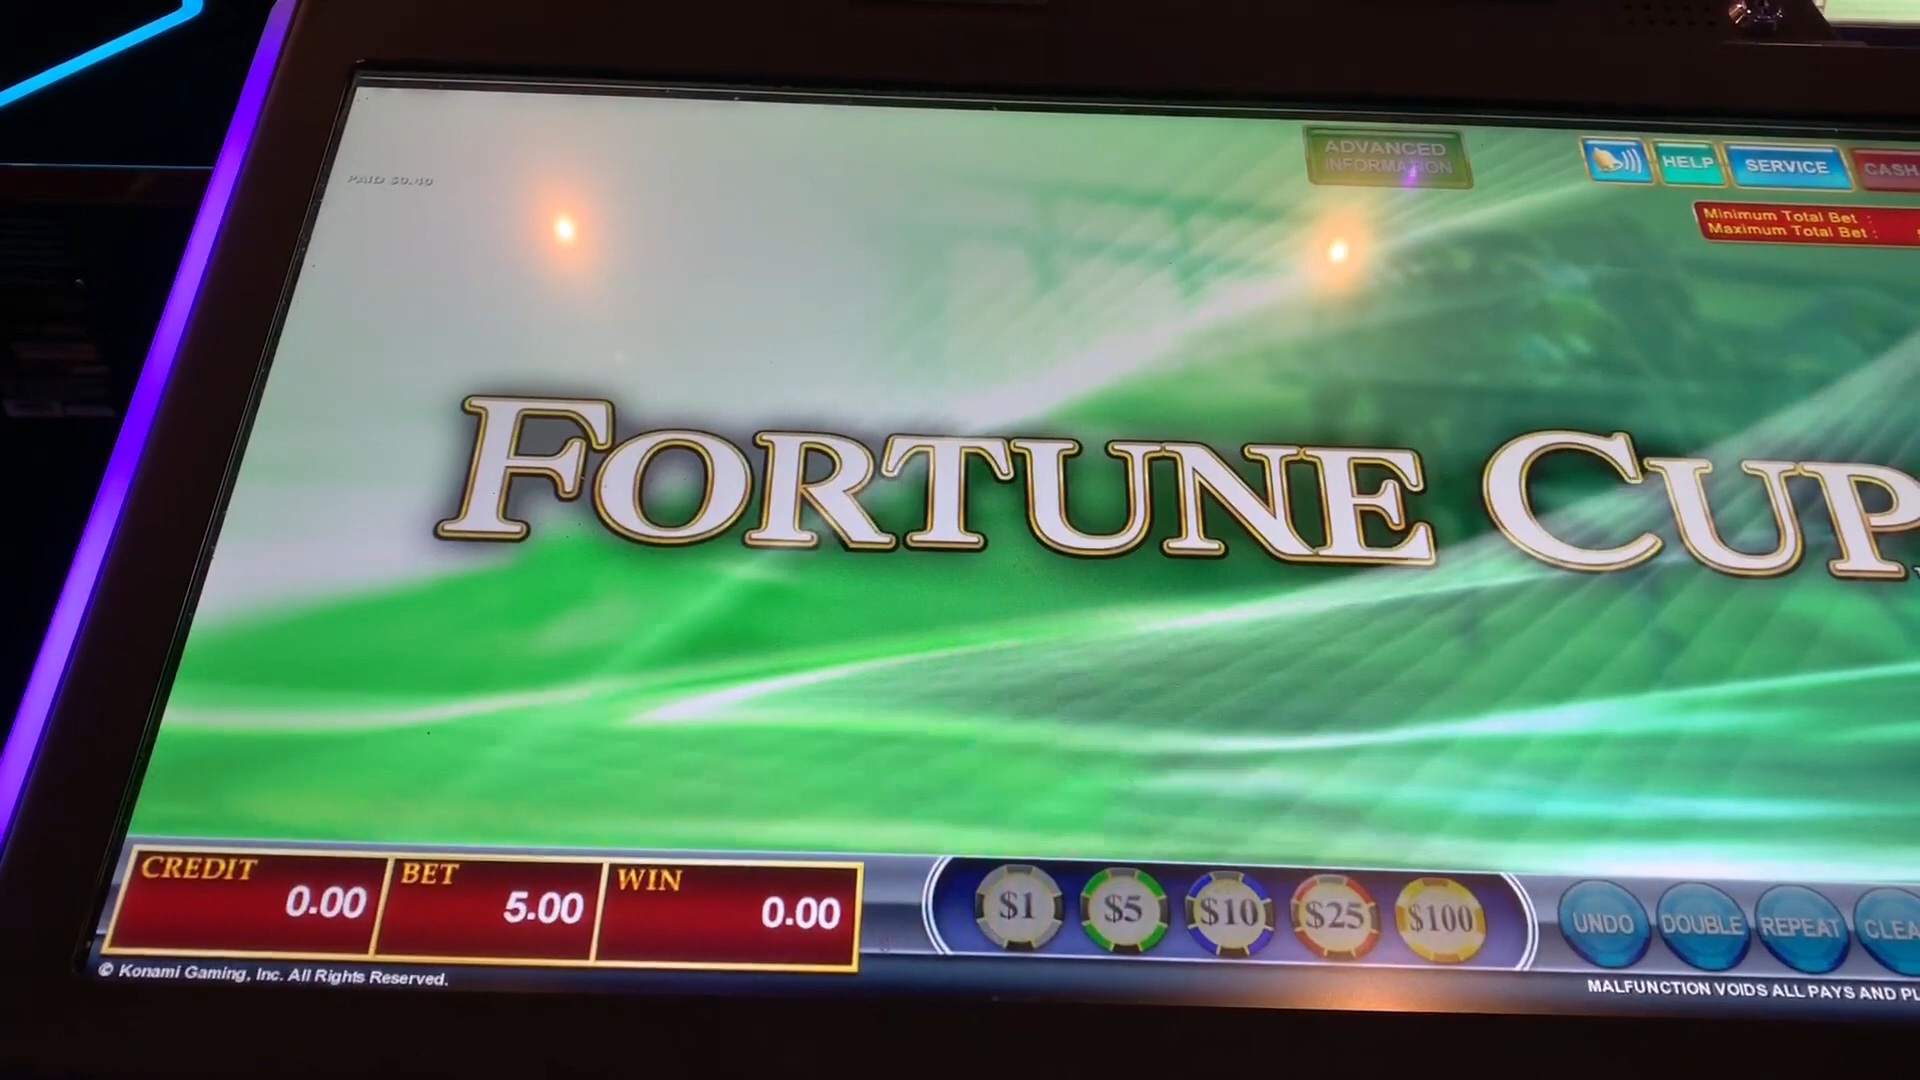 PAID $0.40
ADVANCED
INFORMATION
HELP
SERVICE
CASH
Minimum Total Bet :
Maximum Total Bet :
FORTUNE CUP
CREDIT
0.00
BET
5.00
WIN
0.00
$1
$5
$10
$25
$100
UNDO
DOUBLE
REPEAT
CLEA
© Konami Gaming, Inc. All Rights Reserved.
MALFUNCTION VOIDS ALL PAYS AND PL